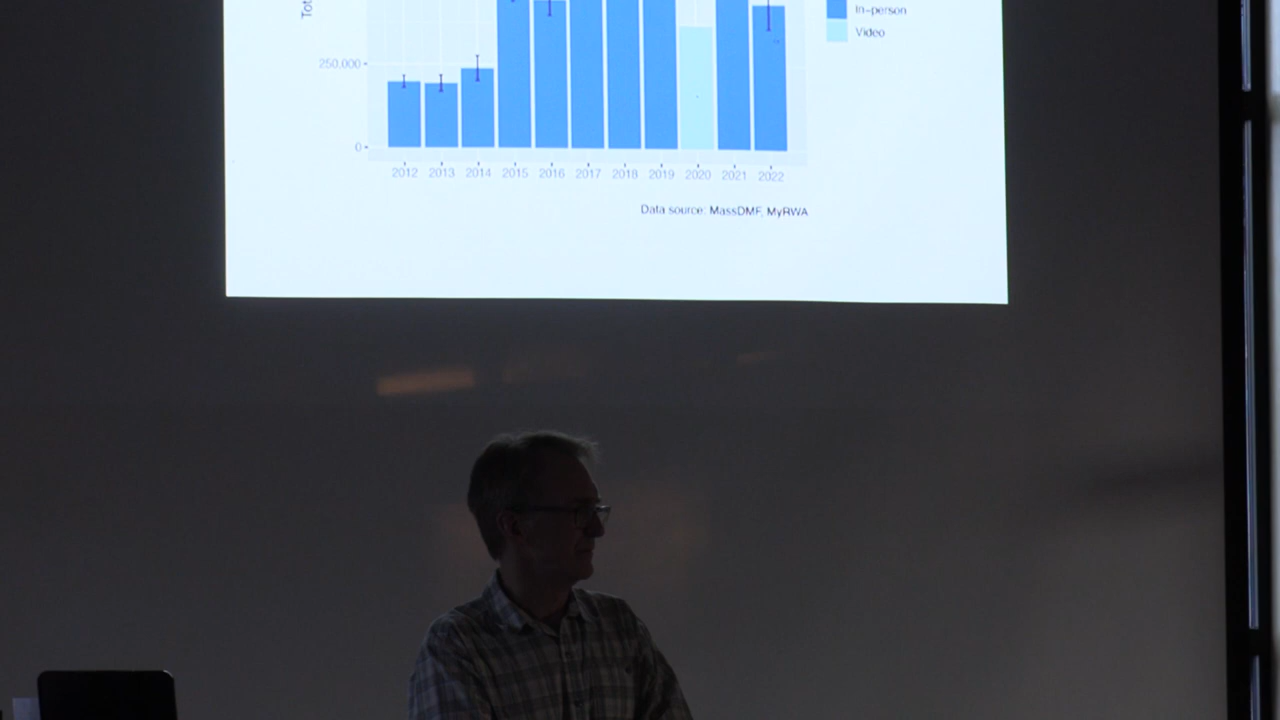 Tot
In-person
Video
250,000
0
2012 2013 2014 2015 2016 2017 2018 2019 2020 2021 2022
Data source: MassDMF, MyRWA